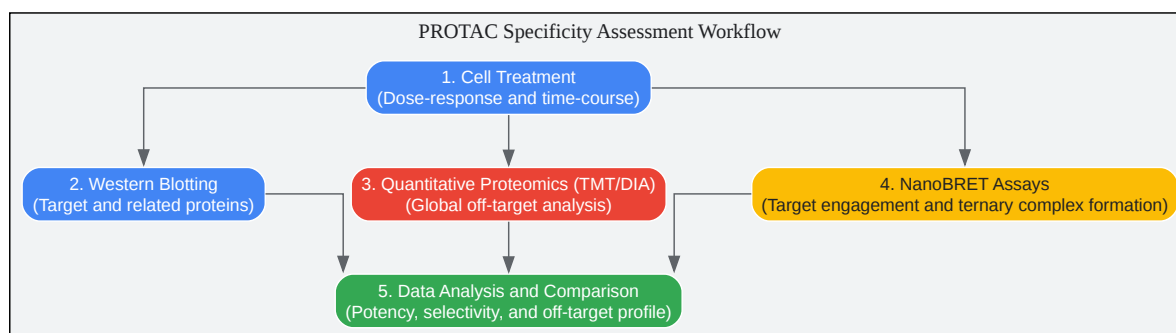 PROTAC Specificity Assessment Workflow
1. Cell Treatment
(Dose-response and time-course)
2. Western Blotting
(Target and related proteins)
3. Quantitative Proteomics (TMT/DIA)
(Global off-target analysis)
4. NanoBRET Assays
(Target engagement and ternary complex formation)
5. Data Analysis and Comparison
(Potency, selectivity, and off-target profile)